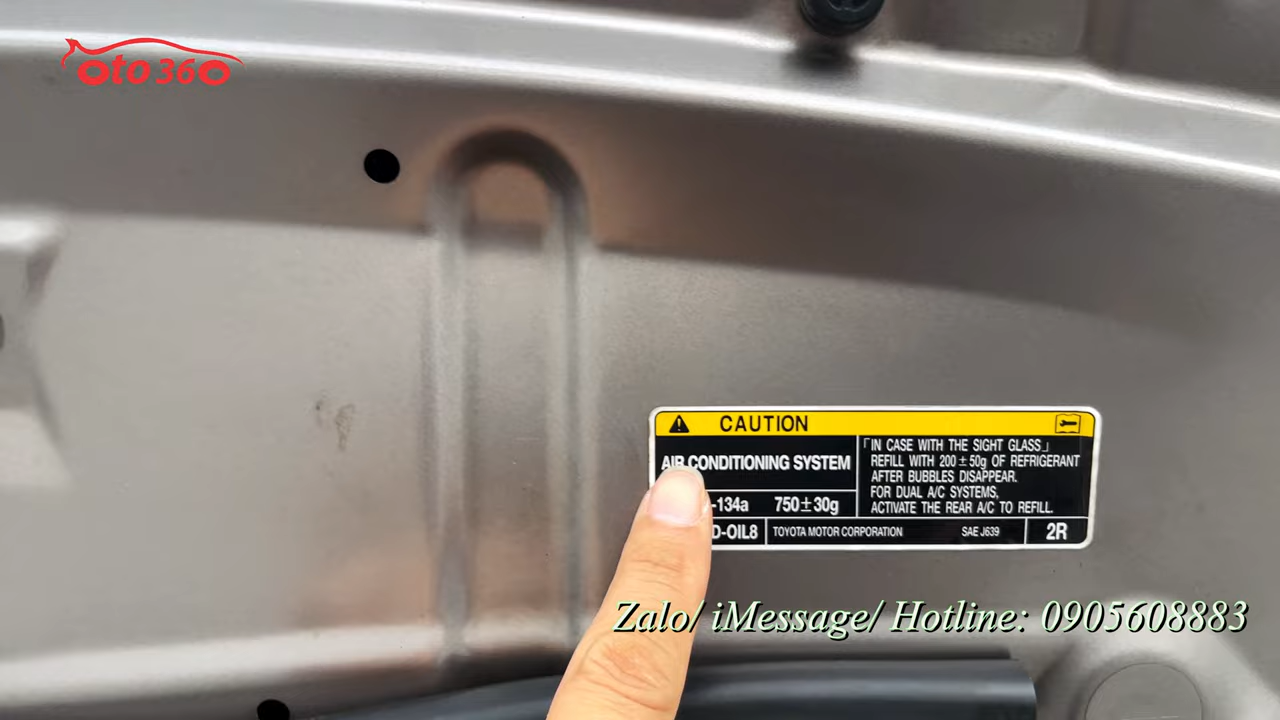 oto 360
CAUTION
AIR CONDITIONING SYSTEM
-134a 750±30g
D-OIL8
「IN CASE WITH THE SIGHT GLASS」
REFILL WITH 200±50g OF REFRIGERANT
AFTER BUBBLES DISAPPEAR.
FOR DUAL A/C SYSTEMS,
ACTIVATE THE REAR A/C TO REFILL.
TOYOTA MOTOR CORPORATION SAE J639 2R
Zalo/ iMessage/ Hotline: 0905608883